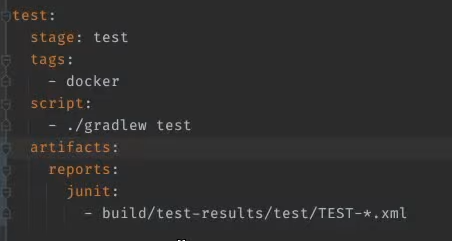 test:
  stage: test
  tags:
    - docker
  script:
    - ./gradlew test
  artifacts:
    reports:
      junit:
        - build/test-results/test/TEST-*.xml